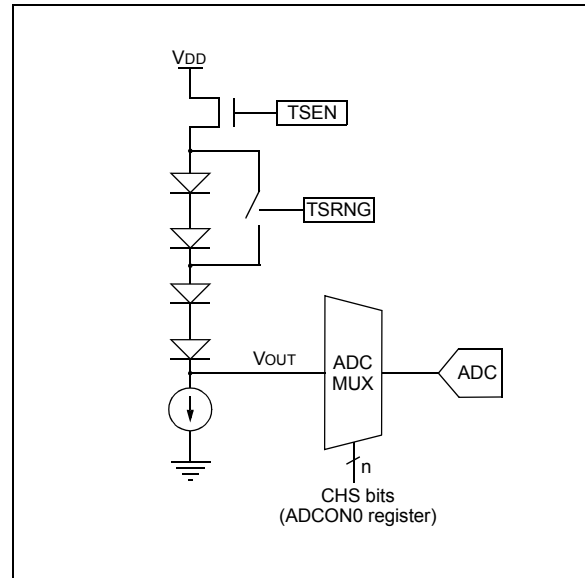 VDD
TSEN
TSRNG
VOUT
ADC
MUX
ADC
n
CHS bits
(ADCON0 register)